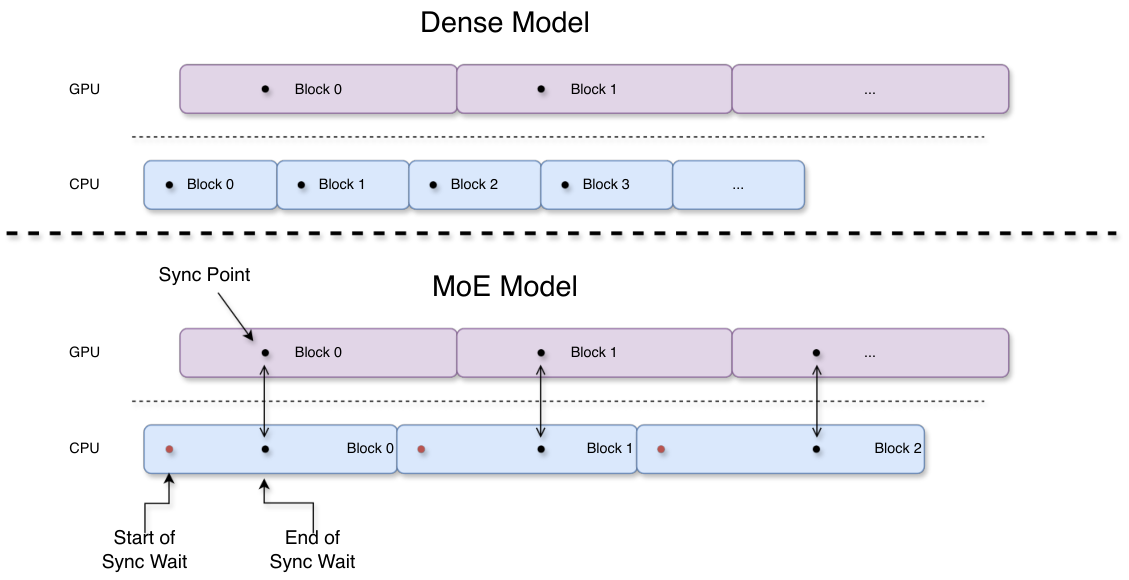 Dense Model
GPU
Block 0
Block 1
...
CPU
Block 0
Block 1
Block 2
Block 3
...
Sync Point
MoE Model
GPU
Block 0
Block 1
...
CPU
Block 0
Block 1
Block 2
Start of
Sync Wait
End of
Sync Wait